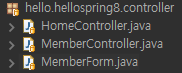 hello.hellospring8.controller
HomeController.java
MemberController.java
MemberForm.java